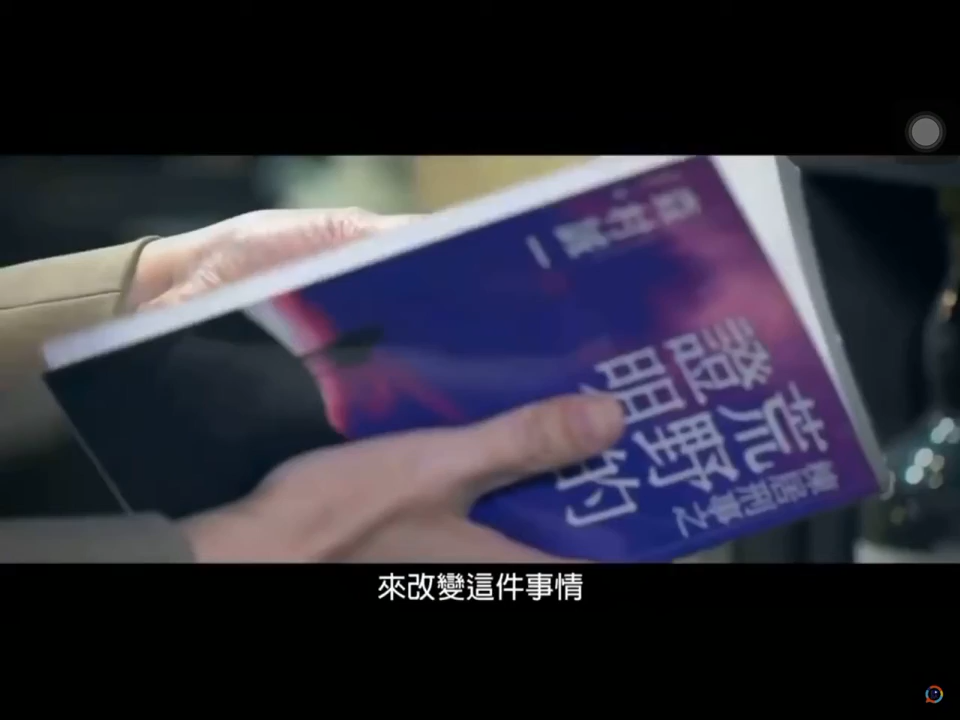 棟居刑事之
荒野的
證明
森村誠一
來改變這件事情